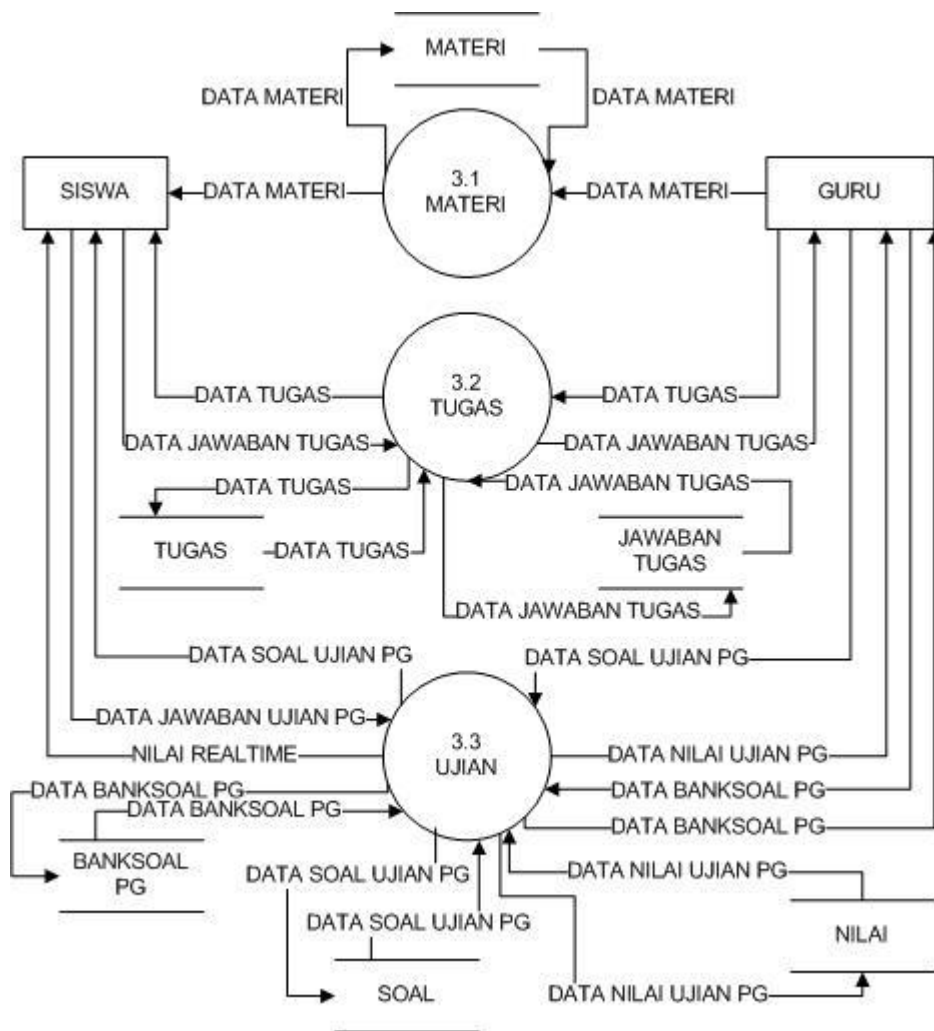 MATERI
DATA MATERI
DATA MATERI
SISWA
DATA MATERI
3.1
MATERI
DATA MATERI
GURU
3.2
TUGAS
DATA TUGAS
DATA TUGAS
DATA JAWABAN TUGAS
DATA JAWABAN TUGAS
DATA TUGAS
DATA JAWABAN TUGAS
TUGAS
DATA TUGAS
JAWABAN
TUGAS
DATA JAWABAN TUGAS
DATA SOAL UJIAN PG
DATA SOAL UJIAN PG
DATA JAWABAN UJIAN PG
3.3
UJIAN
NILAI REALTIME
DATA NILAI UJIAN PG
DATA BANKSOAL PG
DATA BANKSOAL PG
DATA BANKSOAL PG
DATA BANKSOAL PG
BANKSOAL
PG
DATA SOAL UJIAN PG
DATA NILAI UJIAN PG
DATA SOAL UJIAN PG
NILAI
SOAL
DATA NILAI UJIAN PG